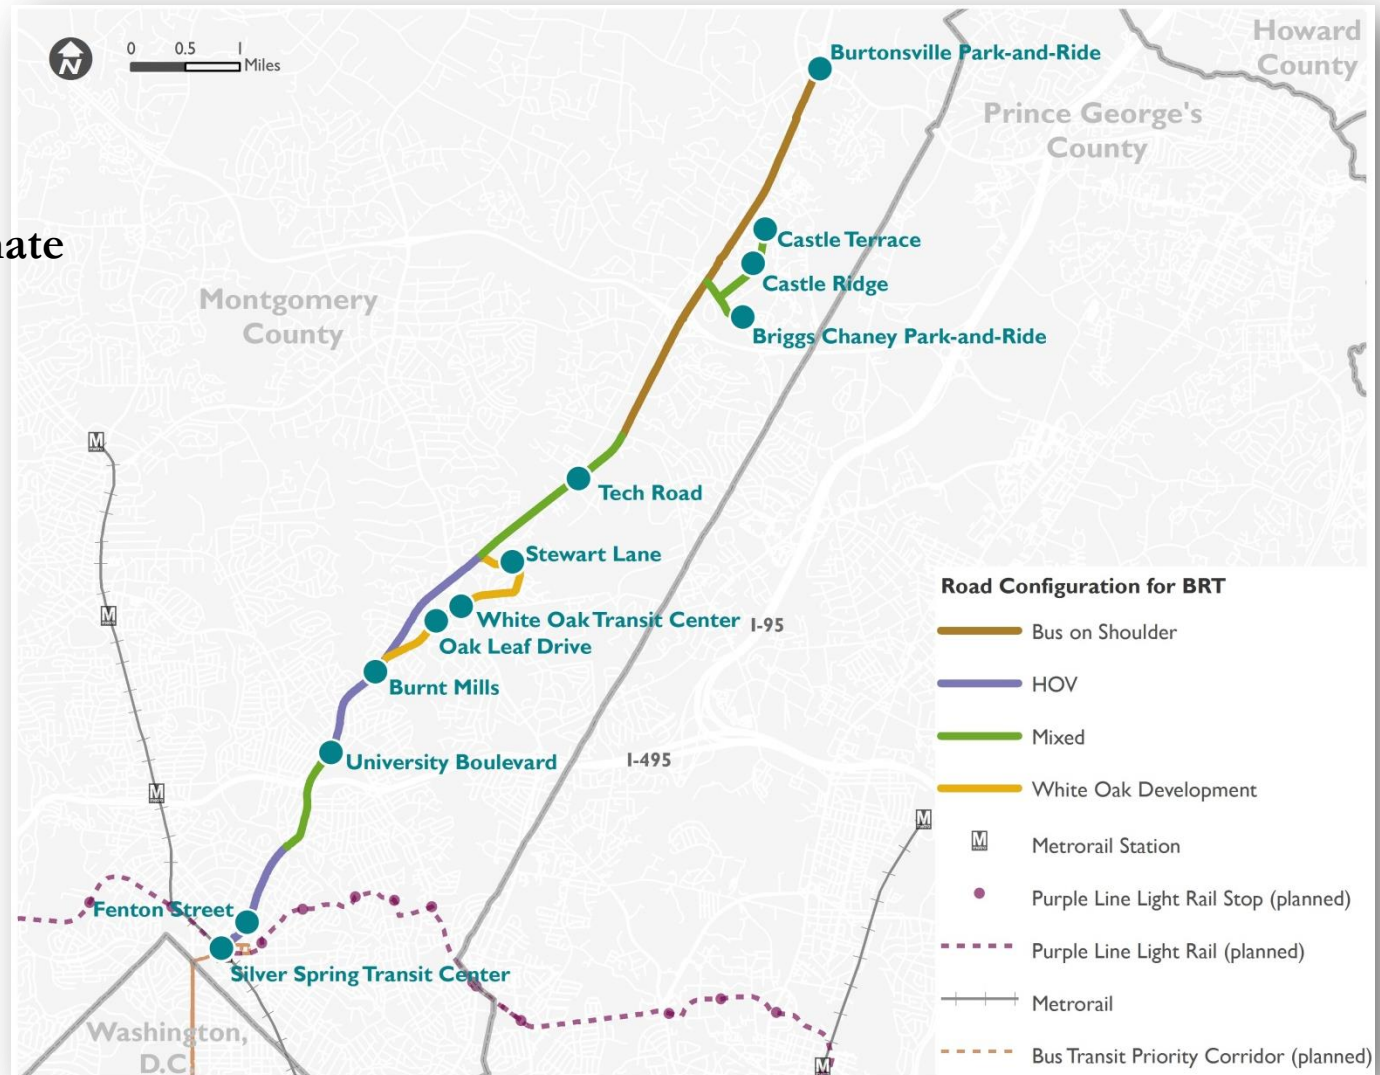 N
0 0.5 1
Miles
Burtonsville Park-and-Ride
Howard
County
Prince George's
County
Castle Terrace
Castle Ridge
Montgomery
County
Briggs Chaney Park-and-Ride
M
Tech Road
Stewart Lane
M
White Oak Transit Center
I-95
Oak Leaf Drive
Burnt Mills
University Boulevard
I-495
M
M
Fenton Street
Silver Spring Transit Center
Washington,
D.C.
M
Road Configuration for BRT
Bus on Shoulder
HOV
Mixed
White Oak Development
M
Metrorail Station
Purple Line Light Rail Stop (planned)
Purple Line Light Rail (planned)
Metrorail
Bus Transit Priority Corridor (planned)